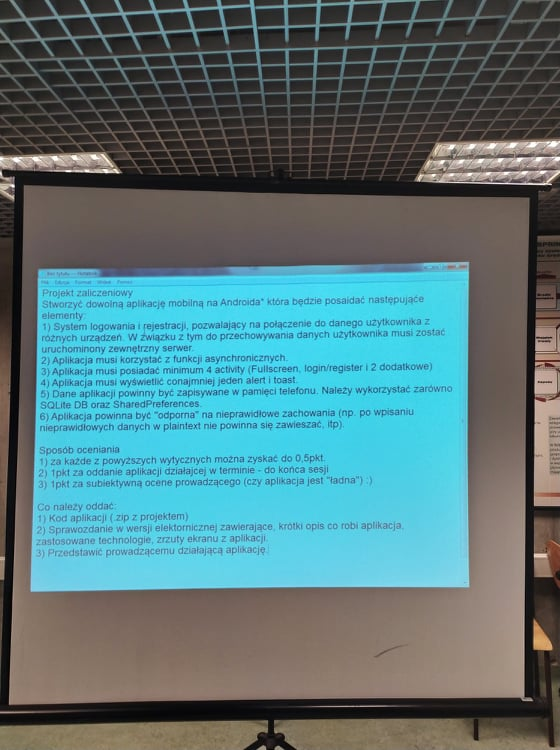 Bez tytułu — Notatnik
Plik Edycja Format Widok Pomoc
Projekt zaliczeniowy
Stworzyć dowolną aplikację mobilną na Androida* która będzie posaidać następująće
elementy:
1) System logowania i rejestracji, pozwalający na połączenie do danego użytkownika z
różnych urządzeń. W związku z tym do przechowywania danych użytkownika musi zostać
uruchominony zewnętrzny serwer.
2) Aplikacja musi korzystać z funkcji asynchronicznych.
3) Aplikacja musi posiadać minimum 4 activity (Fullscreen, login/register i 2 dodatkowe)
4) Aplikacja musi wyświetlić conajmniej jeden alert i toast.
5) Dane aplikacji powinny być zapisywane w pamięci telefonu. Należy wykorzystać zarówno
SQLite DB oraz SharedPreferences.
6) Aplikacja powinna być "odporna" na nieprawidłowe zachowania (np. po wpisaniu
nieprawidłowych danych w plaintext nie powinna się zawieszać, itp).
Sposób oceniania
1) za każde z powyższych wytycznych można zyskać do 0,5pkt.
2) 1pkt za oddanie aplikacji działajęcej w terminie - do końca sesji
3) 1pkt za subiektywną ocene prowadzącego (czy aplikacja jest "ładna") :)
Co należy oddać:
1) Kod aplikacji (.zip z projektem)
2) Sprawozdanie w wersji elektornicznej zawierające, krótki opis co robi aplikacja,
zastosowane technologie, zrzuty ekranu z aplikacji.
3) Przedstawić prowadzącemu działającą aplikację.